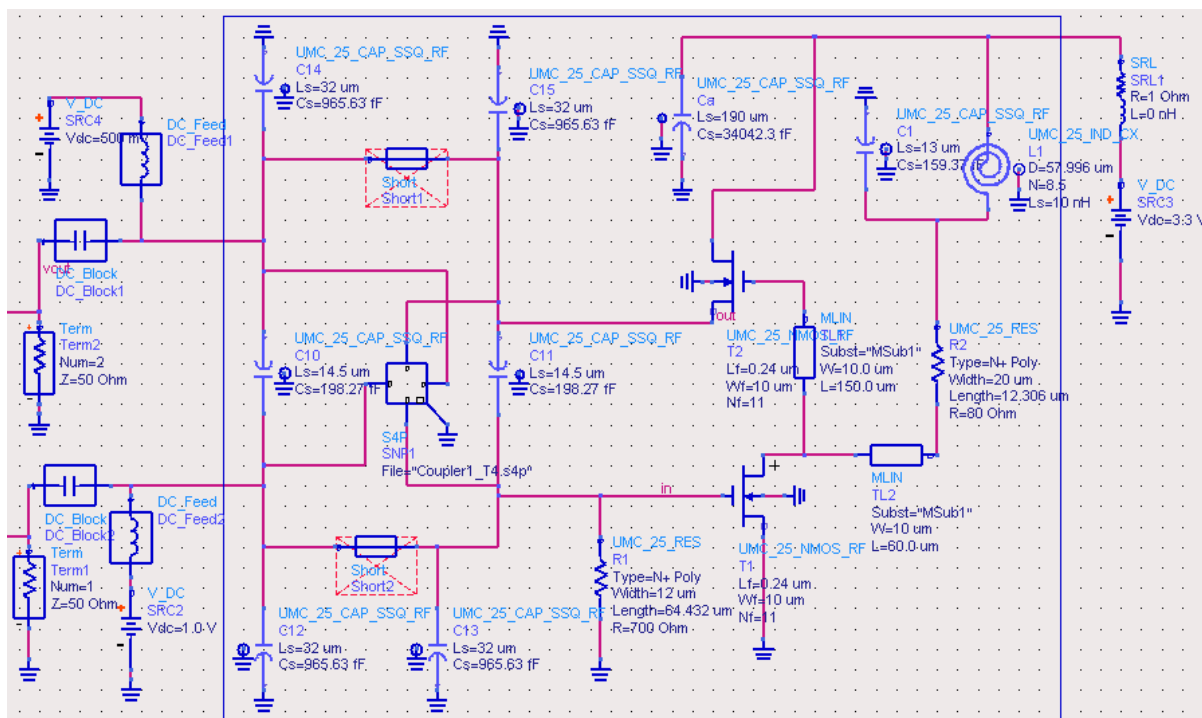 UMC_25_CAP_SSQ_RF
C14
Ls=32 um
Cs=965.63 fF
UMC_25_CAP_SSQ_RF
C15
Ls=32 um
Cs=965.63 fF
UMC_25_CAP_SSQ_RF
Ca
Ls=190 um
Cs=34042.3 fF
UMC_25_CAP_SSQ_RF
C1
Ls=13 um
Cs=159.37 fF
SRL
SRL1
R=1 Ohm
L=0 nH
UMC_25_IND_CX
L1
D=57.996 um
N=8.5
Ls=10 nH
V_DC
SRC3
Vdc=3.3 V
V_DC
SRC4
Vdc=500 mV
DC_Feed
DC_Feed1
Short
Short1
vout
DC_Block
DC_Block1
Term
Term2
Num=2
Z=50 Ohm
UMC_25_CAP_SSQ_RF
C10
Ls=14.5 um
Cs=198.27 fF
UMC_25_CAP_SSQ_RF
C11
Ls=14.5 um
Cs=198.27 fF
S4P
SNP1
File="Coupler1_T4.s4p"
out
UMC_25_NMOS_RF
T2
Lf=0.24 um
Wf=10 um
Nf=11
MLIN
TL1
Subst="MSub1"
W=10.0 um
L=150.0 um
UMC_25_RES
R2
Type=N+ Poly
Width=20 um
Length=12.306 um
R=80 Ohm
MLIN
TL2
Subst="MSub1"
W=10 um
L=60.0 um
in
DC_Block
DC_Block2
DC_Feed
DC_Feed2
Term
Term1
Num=1
Z=50 Ohm
V_DC
SRC2
Vdc=1.0 V
Short
Short2
UMC_25_RES
R1
Type=N+ Poly
Width=12 um
Length=64.432 um
R=700 Ohm
UMC_25_NMOS_RF
T1
Lf=0.24 um
Wf=10 um
Nf=11
UMC_25_CAP_SSQ_RF
C12
Ls=32 um
Cs=965.63 fF
UMC_25_CAP_SSQ_RF
C13
Ls=32 um
Cs=965.63 fF